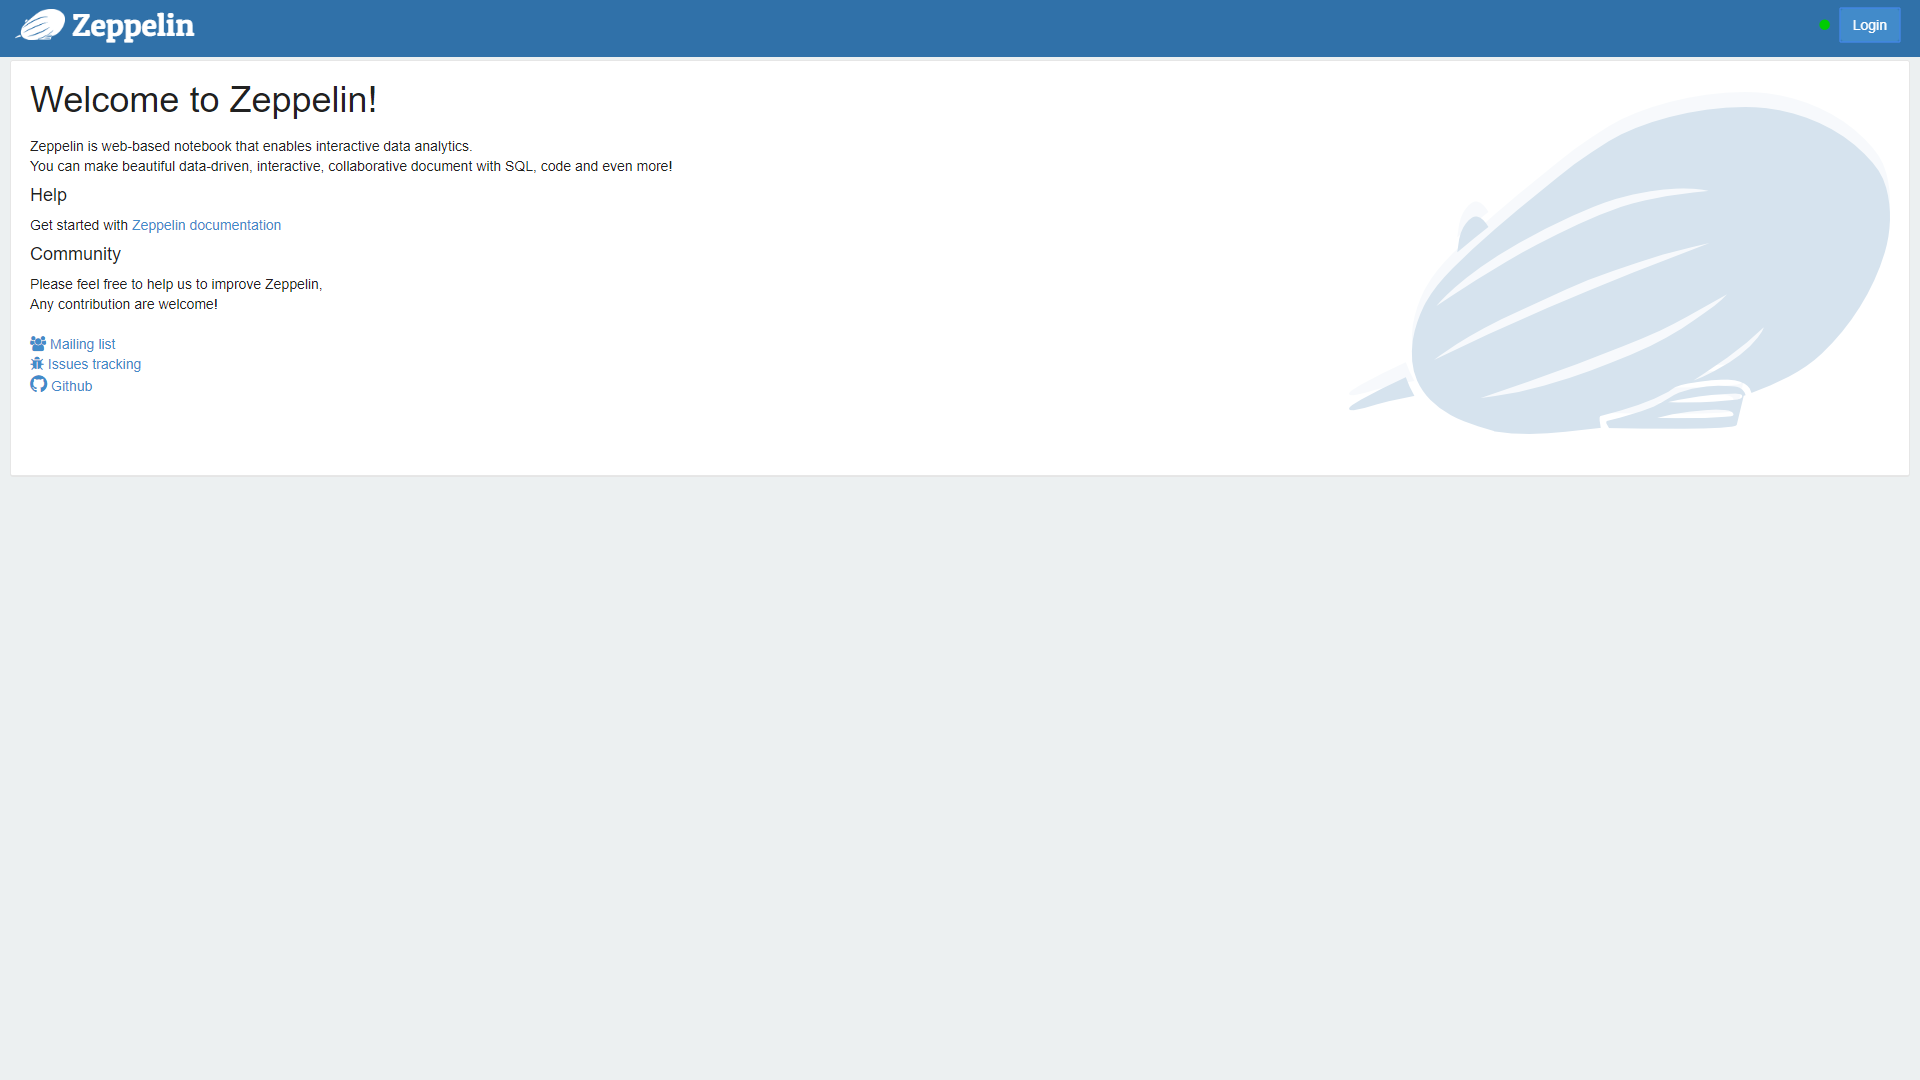 Zeppelin
Login
Welcome to Zeppelin!
Zeppelin is web-based notebook that enables interactive data analytics.
You can make beautiful data-driven, interactive, collaborative document with SQL, code and even more!
Help
Get started with Zeppelin documentation
Community
Please feel free to help us to improve Zeppelin,
Any contribution are welcome!
Mailing list
Issues tracking
Github